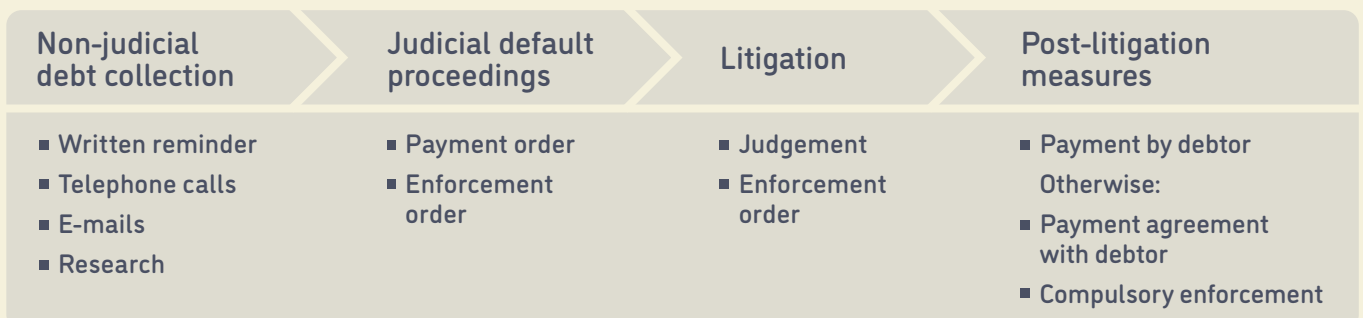 Non-judicial
debt collection
Judicial default
proceedings
Litigation
Post-litigation
measures
Written reminder
Telephone calls
E-mails
Research
Payment order
Enforcement
order
Judgement
Enforcement
order
Payment by debtor
Otherwise:
Payment agreement
with debtor
Compulsory enforcement